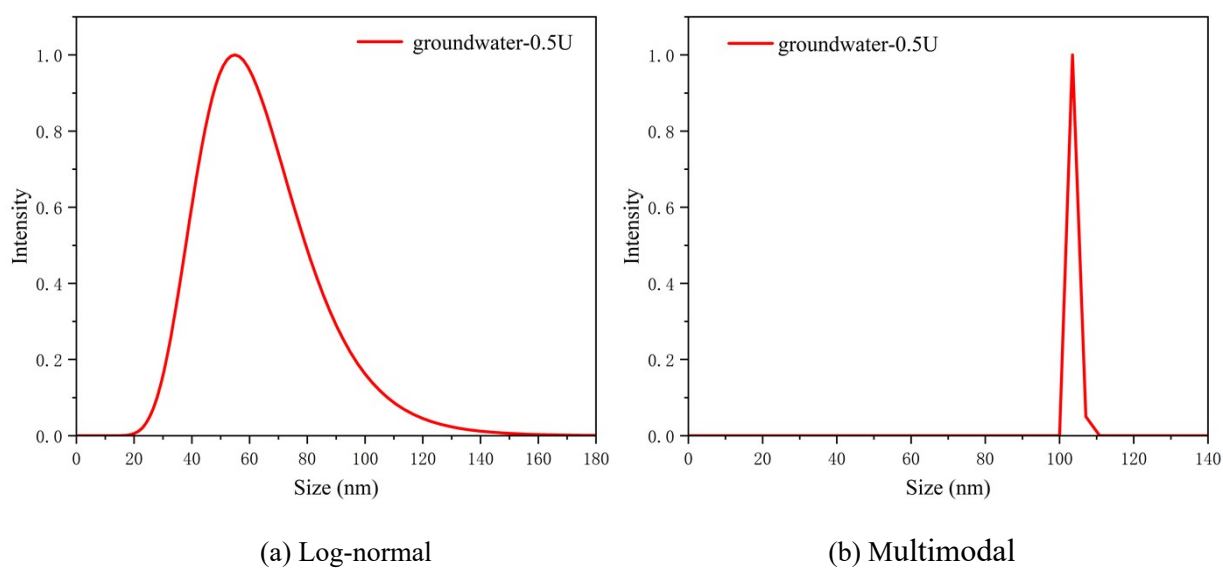 groundwater-0.5U
1.0
0.8
0.6
0.4
0.2
0.0
Intensity
0 20 40 60 80 100 120 140 160 180
Size (nm)
(a) Log-normal
groundwater-0.5U
1.0
0.8
0.6
0.4
0.2
0.0
Intensity
0 20 40 60 80 100 120 140
Size (nm)
(b) Multimodal